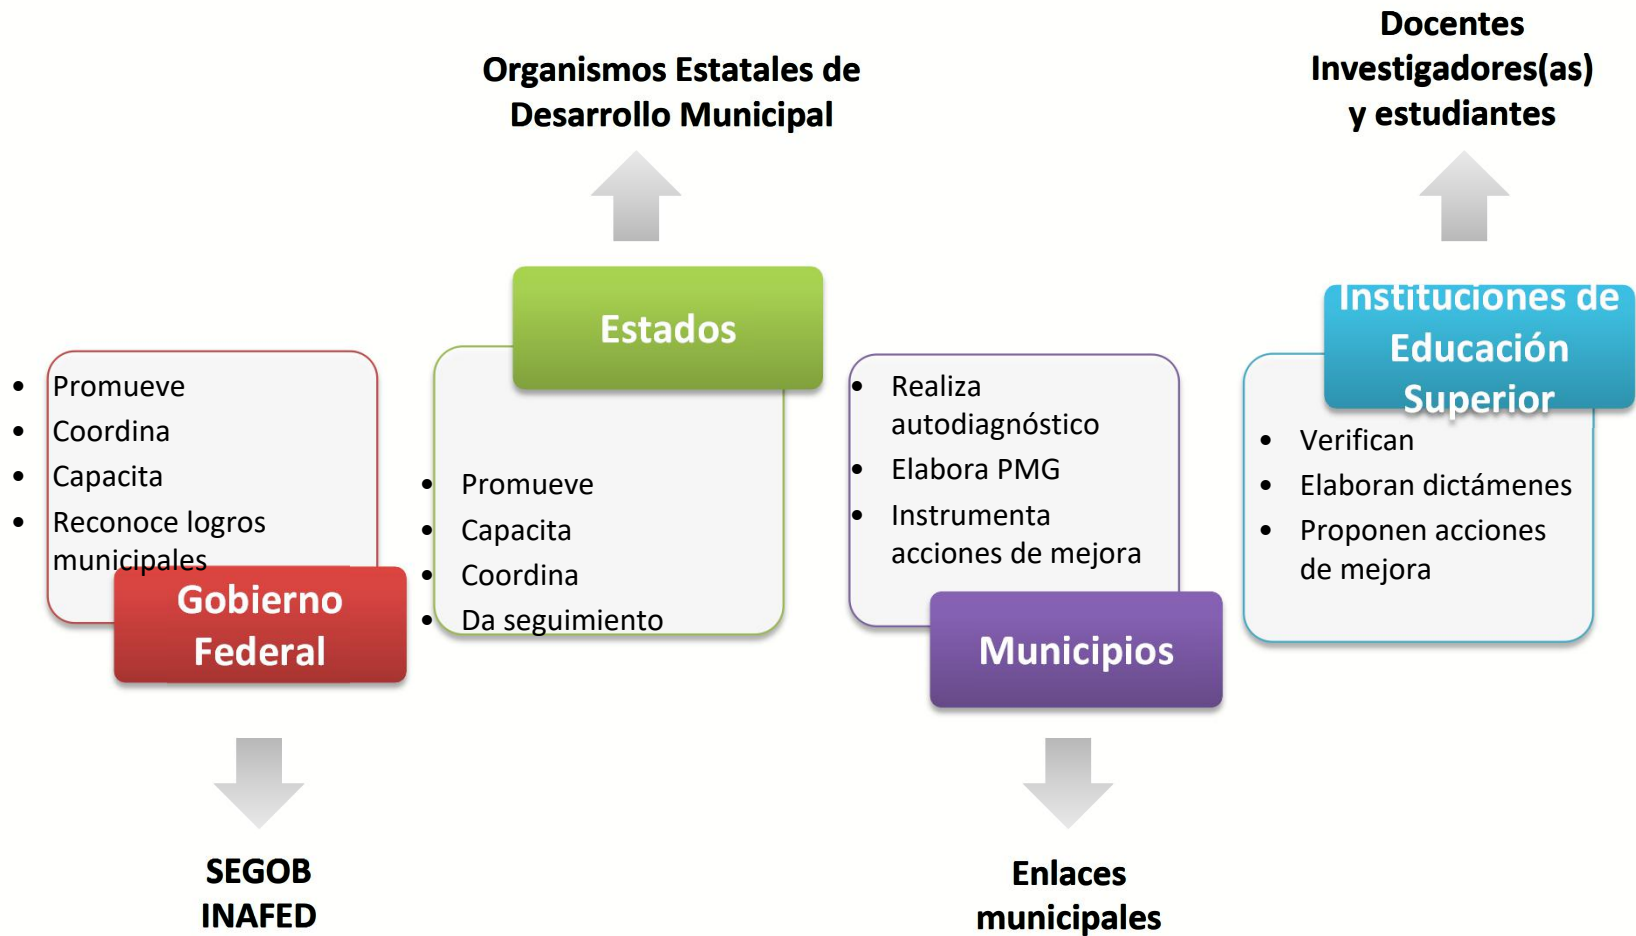 Promueve
Coordina
Capacita
Reconoce logros
municipales
Gobierno
Federal
SEGOB
INAFED
Organismos Estatales de
Desarrollo Municipal
Estados
Promueve
Capacita
Coordina
Da seguimiento
Realiza
autodiagnóstico
Elabora PMG
Instrumenta
acciones de mejora
Municipios
Enlaces
municipales
Docentes
Investigadores(as)
y estudiantes
Instituciones de
Educación
Superior
Verifican
Elaboran dictámenes
Proponen acciones
de mejora